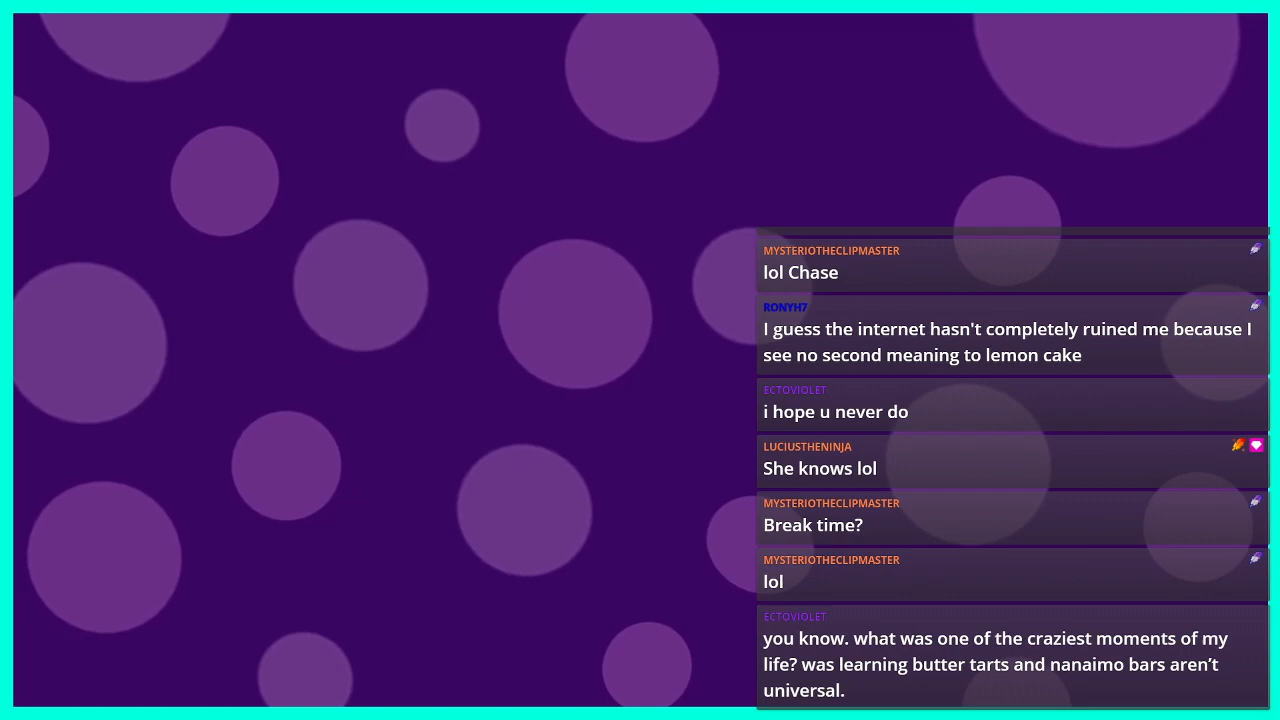 MYSTERIOTHECLIPMASTER
lol Chase
RONYH7
I guess the internet hasn't completely ruined me because I
see no second meaning to lemon cake
ECTOVIOLET
i hope u never do
LUCIUSTHENINJA
She knows lol
MYSTERIOTHECLIPMASTER
Break time?
MYSTERIOTHECLIPMASTER
lol
ECTOVIOLET
you know. what was one of the craziest moments of my
life? was learning butter tarts and nanaimo bars aren’t
universal.